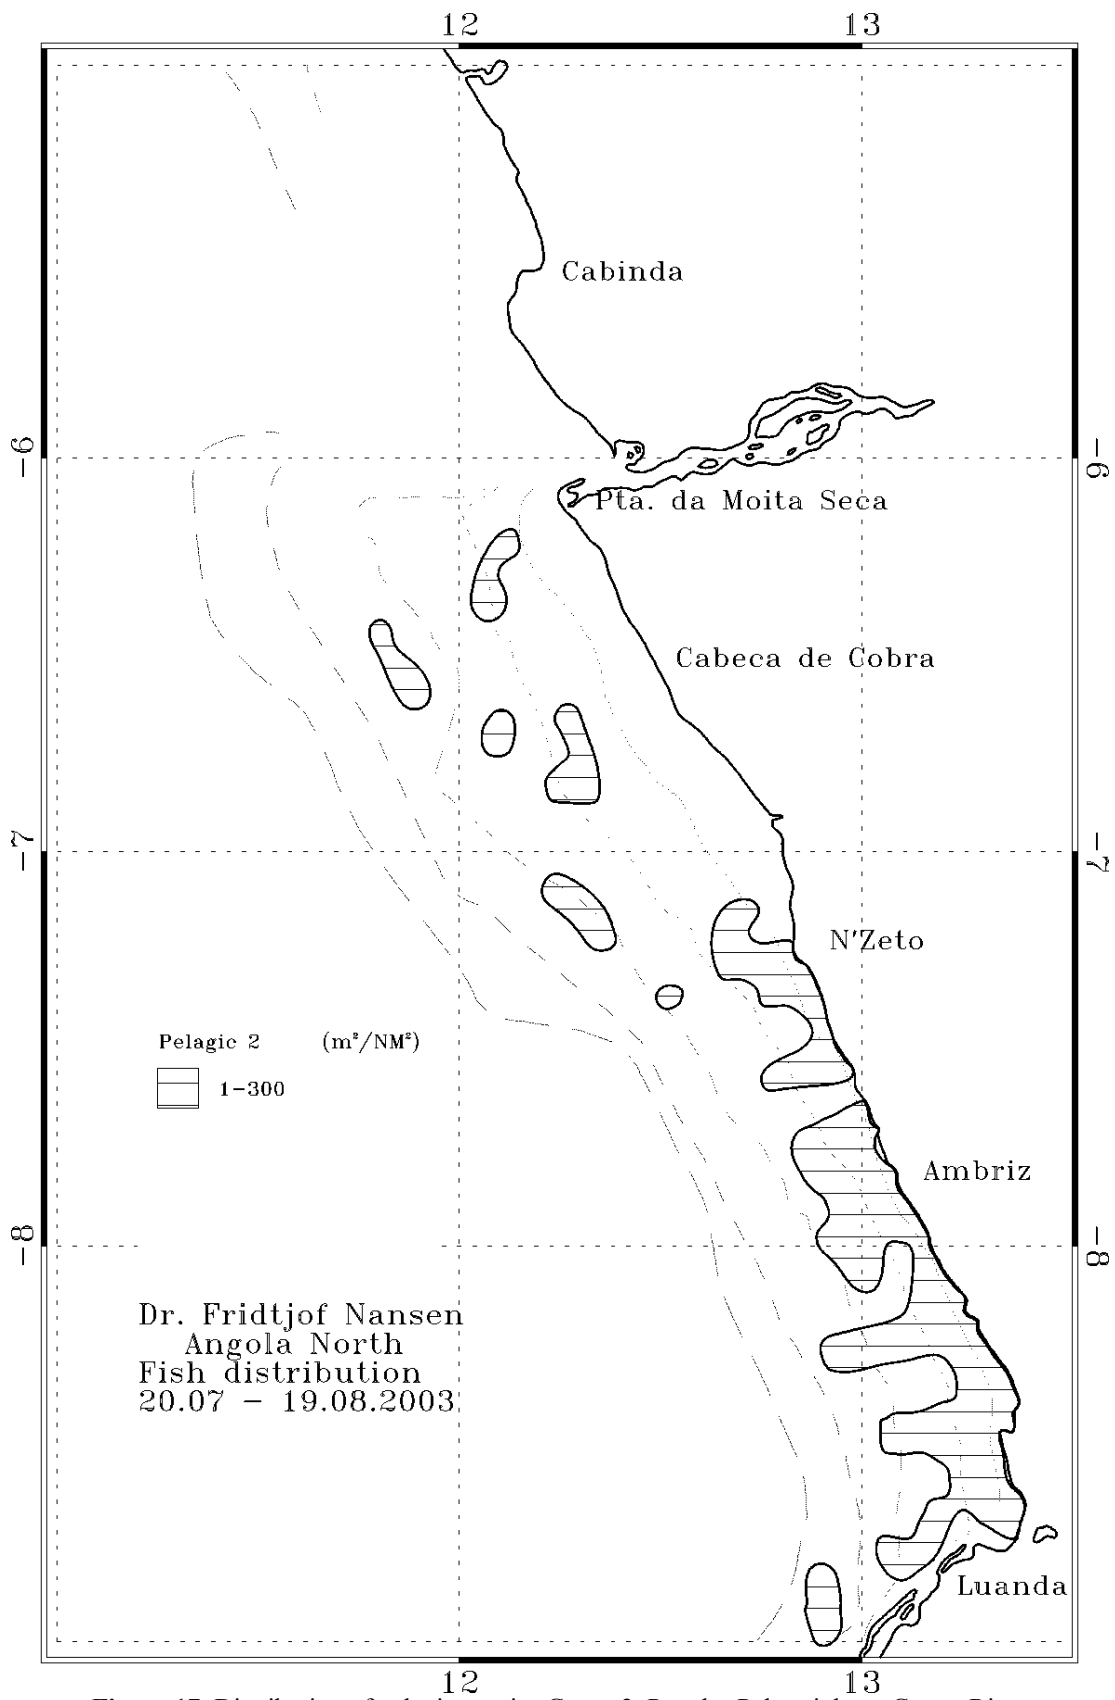 12 13
Cabinda
-6 -6
Pta. da Moita Seca
Cabeca de Cobra
-7 -7
N'Zeto
Pelagic 2 (m²/NM²)
1-300
Ambriz
-8 -8
Dr. Fridtjof Nansen
Angola North
Fish distribution
20.07 - 19.08.2003
Luanda
12 13